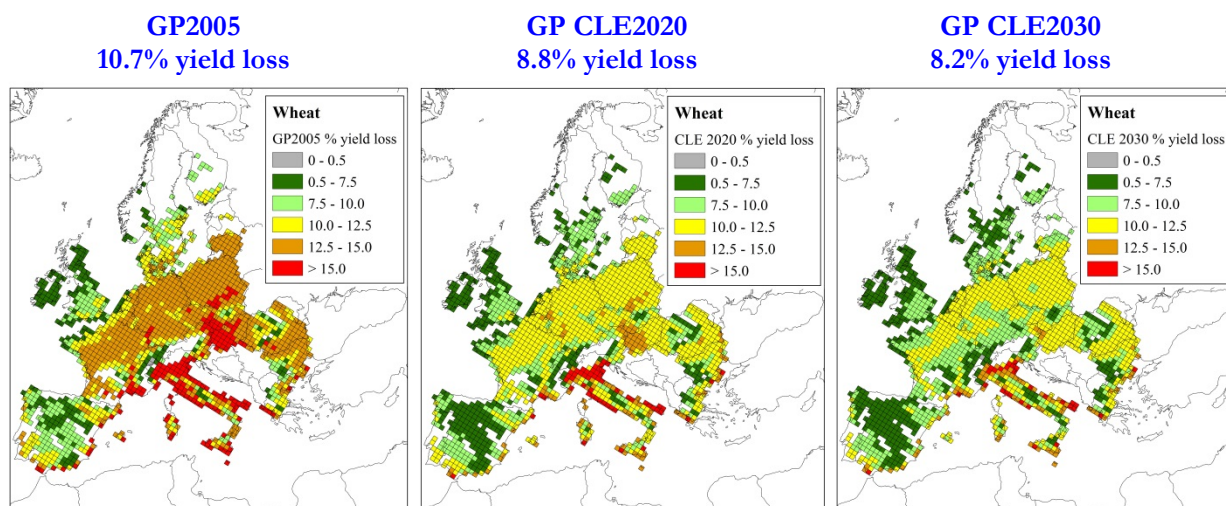 GP2005
10.7% yield loss
GP CLE2020
8.8% yield loss
GP CLE2030
8.2% yield loss
Wheat
GP2005 % yield loss
0 - 0.5
0.5 - 7.5
7.5 - 10.0
10.0 - 12.5
12.5 - 15.0
> 15.0
Wheat
CLE 2020 % yield loss
0 - 0.5
0.5 - 7.5
7.5 - 10.0
10.0 - 12.5
12.5 - 15.0
> 15.0
Wheat
CLE 2030 % yield loss
0 - 0.5
0.5 - 7.5
7.5 - 10.0
10.0 - 12.5
12.5 - 15.0
> 15.0